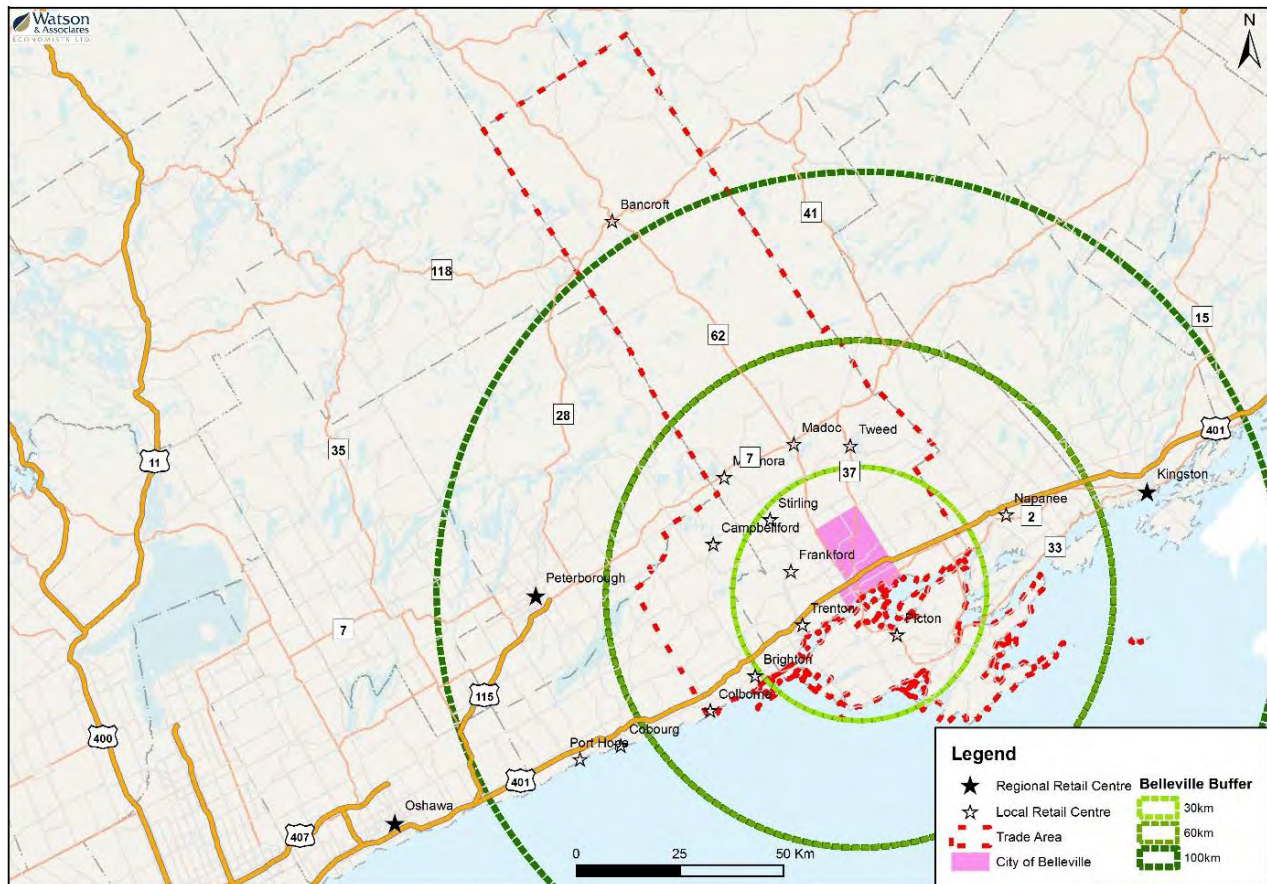 Watson
& Associates
ECONOMISTS LTD.
N
Bancroft
41
118
15
62
28
401
35
11
Madoc
Tweed
7
37
Kingston
Stirling
Napanee
2
Campbellford
33
Frankford
Peterborough
Trenton
7
Picton
Brighton
115
Colborne
400
Cobourg
Port Hope
401
Oshawa
407
0
25
50 Km
Legend
Regional Retail Centre
Local Retail Centre
Trade Area
City of Belleville
Belleville Buffer
30km
60km
100km